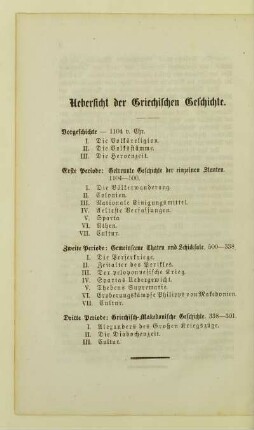 Uebersicht der Griechischen Geschichte.
Vorgeschichte — 1104 v. Chr.
I. Die Volksreligion.
II. Die Volksstämme.
III. Die Heroenzeit.
Erste Periode: Getrennte Geschichte der einzelnen Staaten.
1104—500.
I. Die Völkerwanderung.
II. Colonien.
III. Nationale Einigungsmittel.
IV. Aelteste Verfassungen.
V. Sparta.
VI. Athen.
VII. Cultur.
Zweite Periode: Gemeinsame Thaten und Schicksale. 500—338.
I. Die Perserkriege.
II. Zeitalter des Perikles.
III. Der peloponnesische Krieg.
IV. Spartas Uebergewicht.
V. Thebens Supremarie.
VI. Eroberungskämpfe Philipps von Makedonien.
VII. Cultur.
Dritte Periode: Griechisch-Makedonische Geschichte. 338—301.
I. Alexanders des Großen Kriegszüge.
II. Die Diadochenzeit.
III. Cultur.